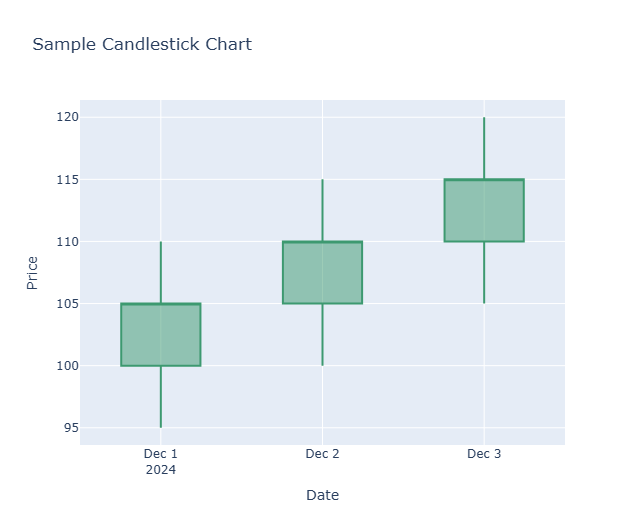 Sample Candlestick Chart
120
115
110
105
100
95
Price
Dec 1
2024
Dec 2
Dec 3
Date